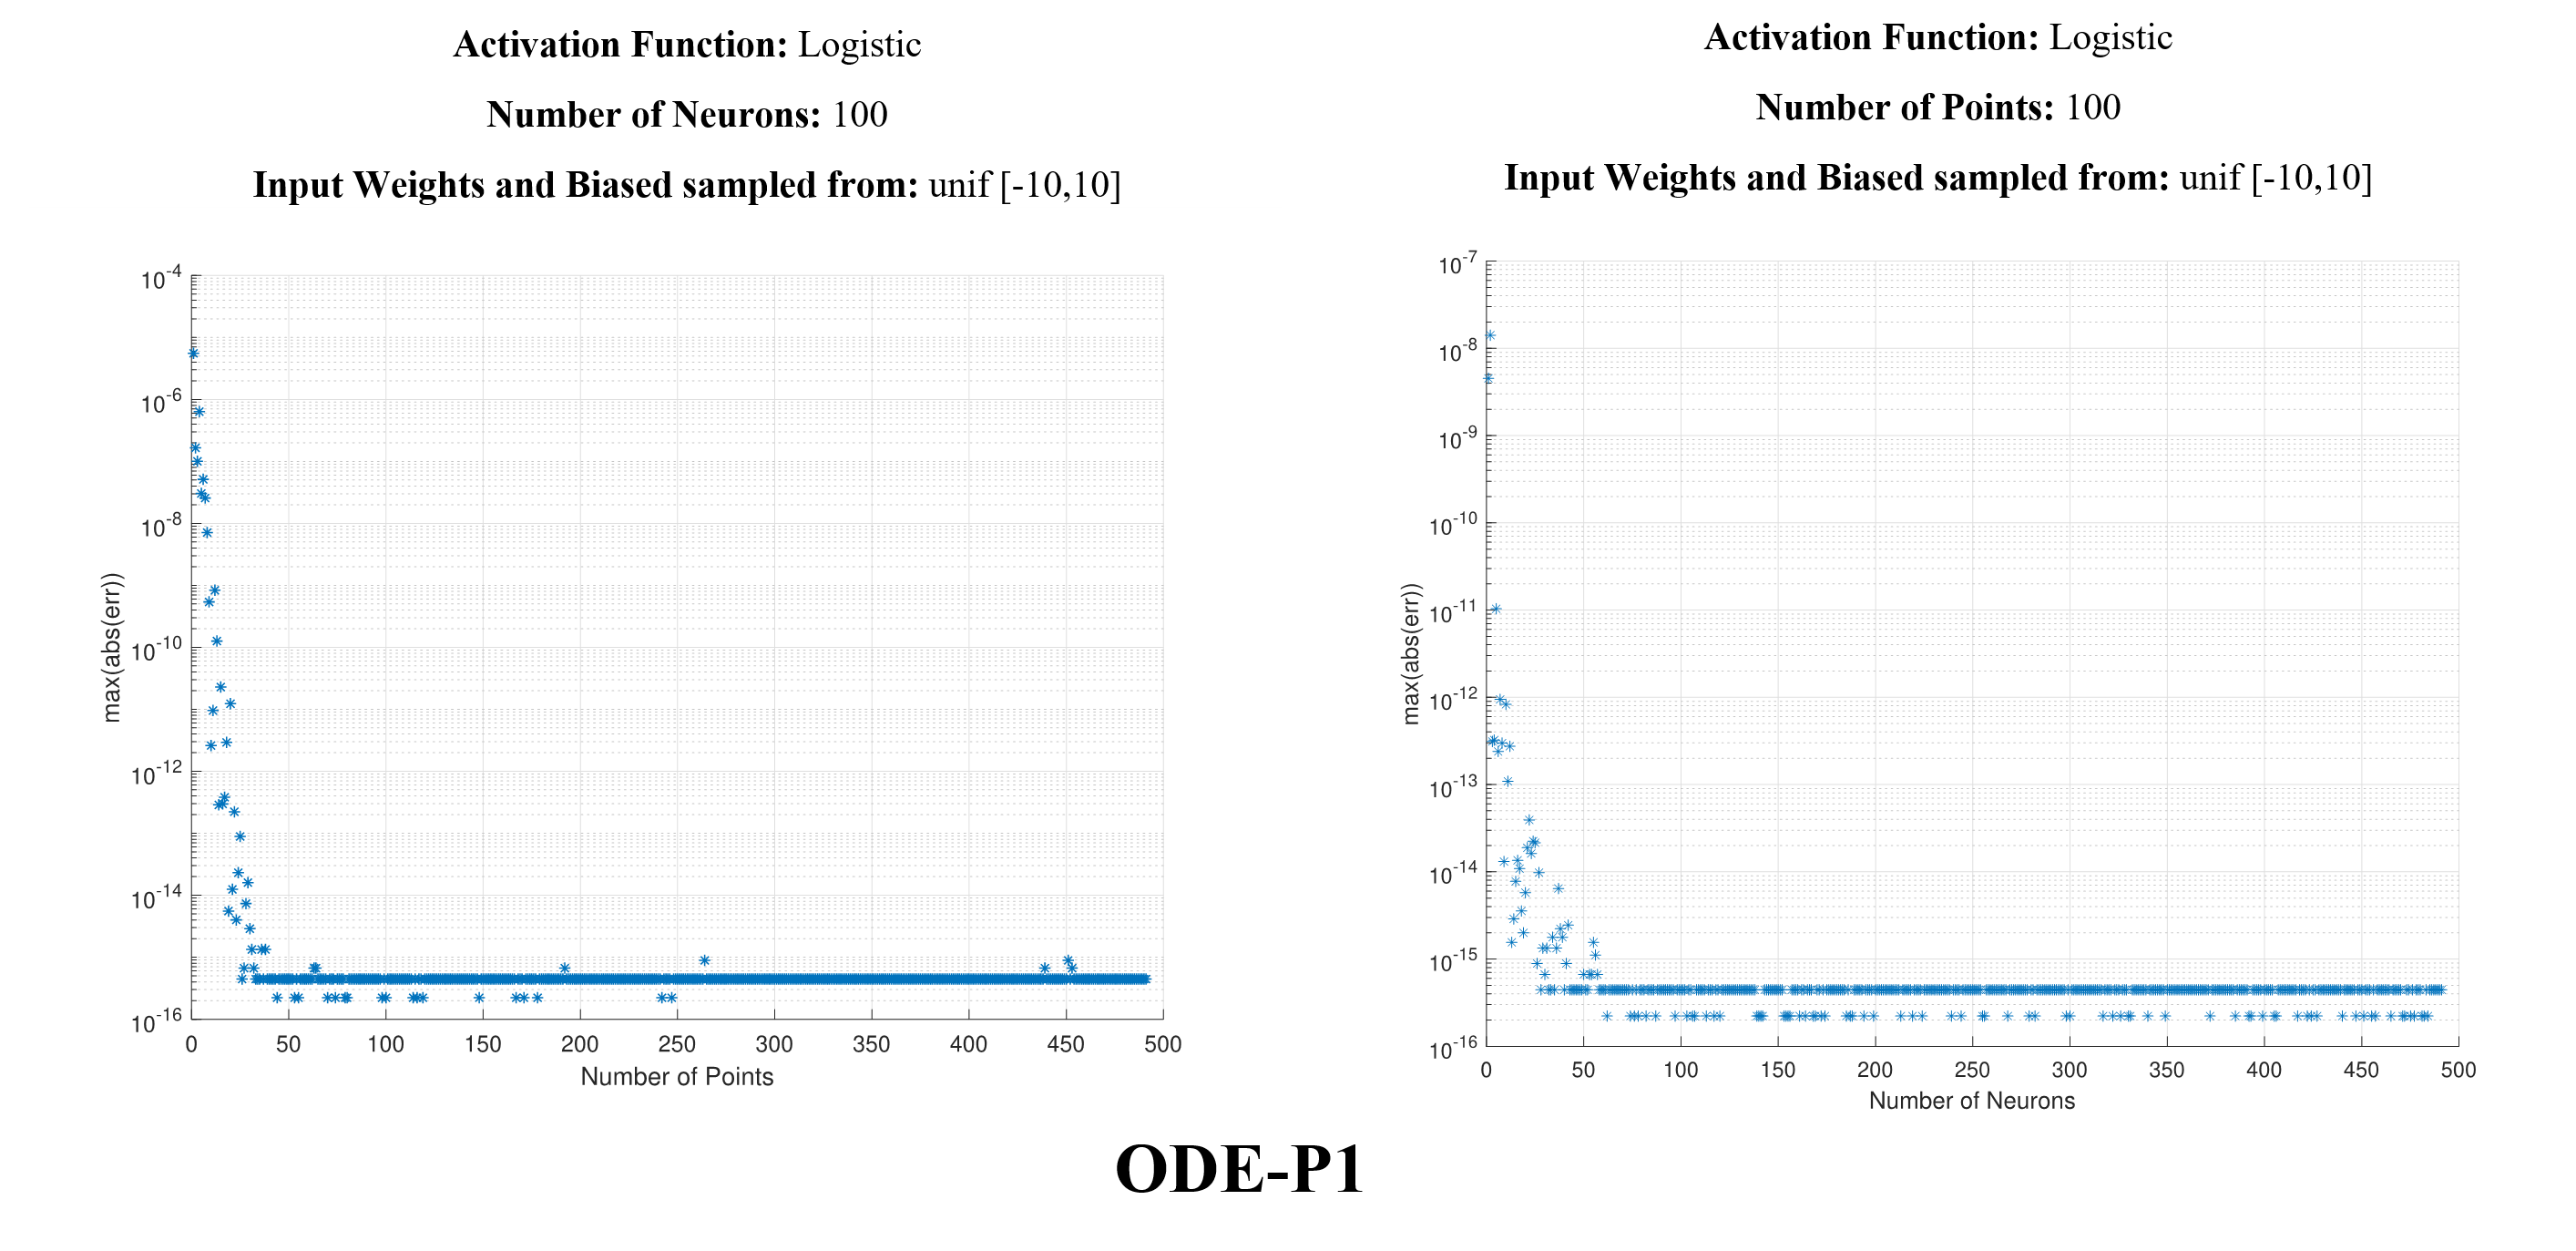 Activation Function: Logistic
Number of Neurons: 100
Input Weights and Biased sampled from: unif [-10,10]
10^-4
10^-6
10^-8
10^-10
10^-12
10^-14
10^-16
max(abs(err))
0 50 100 150 200 250 300 350 400 450 500
Number of Points
Activation Function: Logistic
Number of Points: 100
Input Weights and Biased sampled from: unif [-10,10]
10^-7
10^-8
10^-9
10^-10
10^-11
10^-12
10^-13
10^-14
10^-15
10^-16
max(abs(err))
0 50 100 150 200 250 300 350 400 450 500
Number of Neurons
ODE-P1